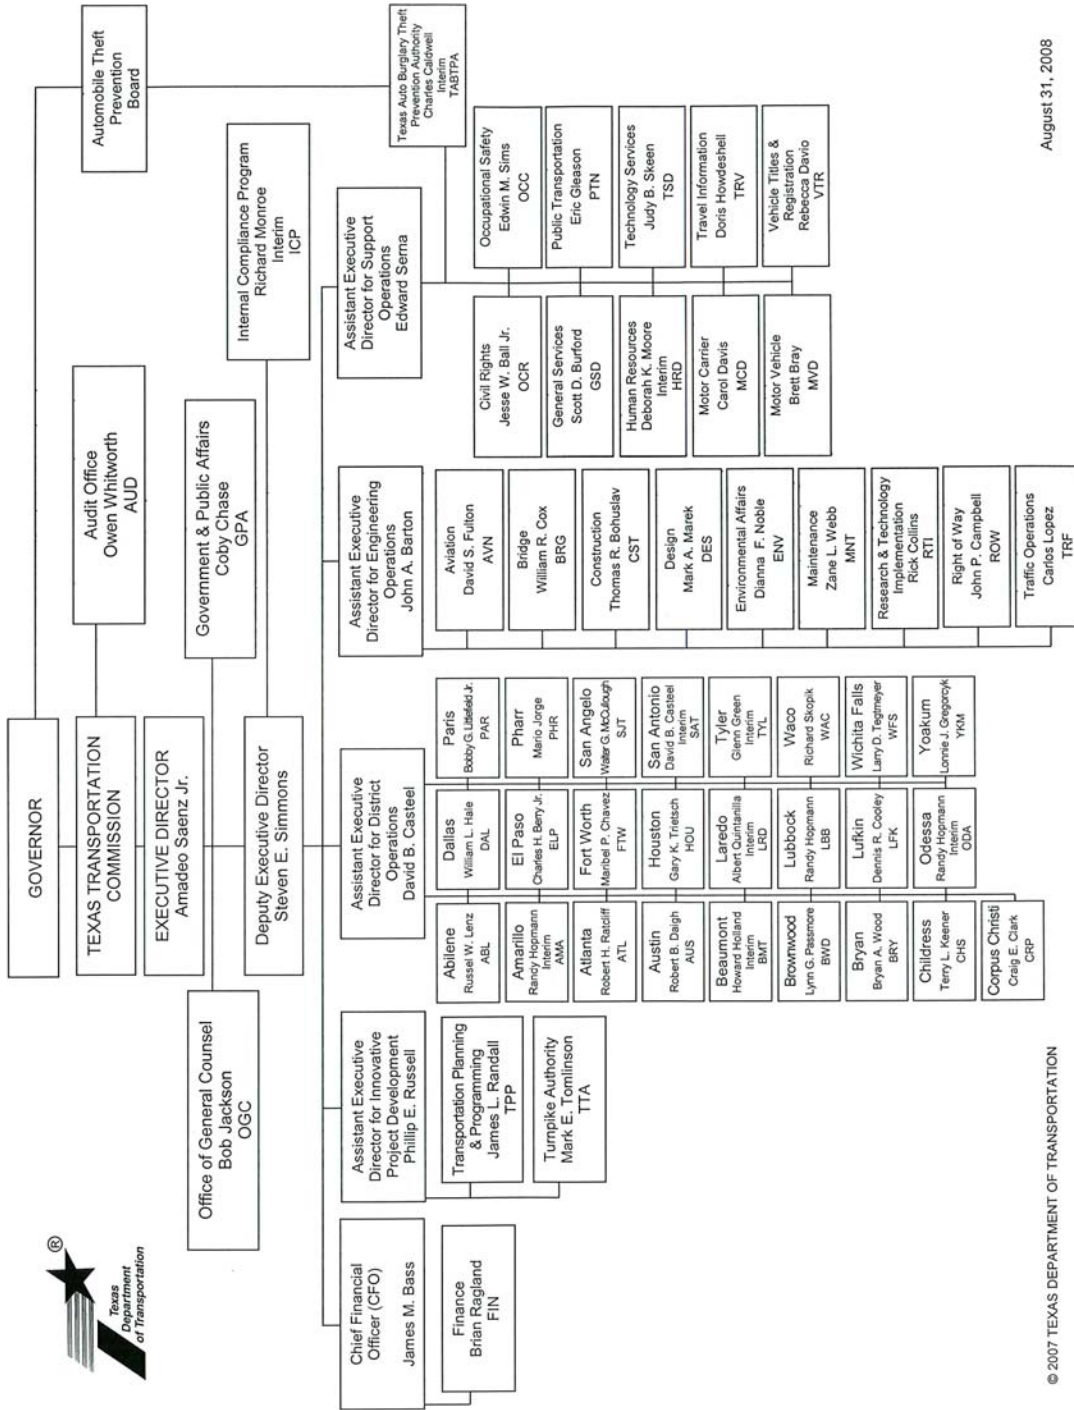 Texas
Department
of Transportation
®
GOVERNOR
Automobile Theft
Prevention
Board
TEXAS TRANSPORTATION
COMMISSION
Audit Office
Owen Whitworth
AUD
EXECUTIVE DIRECTOR
Amadeo Saenz Jr.
Office of General Counsel
Bob Jackson
OGC
Government & Public Affairs
Coby Chase
GPA
Deputy Executive Director
Steven E. Simmons
Internal Compliance Program
Richard Monroe
Interim
ICP
Chief Financial
Officer (CFO)
James M. Bass
Finance
Brian Ragland
FIN
Assistant Executive
Director for Innovative
Project Development
Phillip E. Russell
Transportation Planning
& Programming
James L. Randall
TPP
Turnpike Authority
Mark E. Tomlinson
TTA
Assistant Executive
Director for District
Operations
David B. Casteel
Abilene
Russel W. Lenz
ABL
Dallas
William L. Hale
DAL
Paris
Bobby G. Littlefield Jr.
PAR
Amarillo
Randy Hopmann
Interim
AMA
El Paso
Charles H. Berry Jr.
ELP
Pharr
Mario Jorge
PHR
Atlanta
Robert H. Ratcliff
ATL
Fort Worth
Maribel P. Chavez
FTW
San Angelo
Walter G. McCullough
SJT
Austin
Robert B. Daigh
AUS
Houston
Gary K. Trietsch
HOU
San Antonio
David B. Casteel
Interim
SAT
Beaumont
Howard Holland
Interim
BMT
Laredo
Albert Quintanilla
Interim
LRD
Tyler
Glenn Green
Interim
TYL
Brownwood
Lynn G. Passmore
BWD
Lubbock
Randy Hopmann
LBB
Waco
Richard Skopik
WAC
Bryan
Bryan A. Wood
BRY
Lufkin
Dennis R. Cooley
LFK
Wichita Falls
Larry D. Tegtmeyer
WFS
Childress
Terry L. Keener
CHS
Odessa
Randy Hopmann
Interim
ODA
Yoakum
Lonnie J. Gregorcyk
YKM
Corpus Christi
Craig E. Clark
CRP
Assistant Executive
Director for Engineering
Operations
John A. Barton
Aviation
David S. Fulton
AVN
Bridge
William R. Cox
BRG
Construction
Thomas R. Bohuslav
CST
Design
Mark A. Marek
DES
Environmental Affairs
Dianna F. Noble
ENV
Maintenance
Zane L. Webb
MNT
Research & Technology
Implementation
Rick Collins
RTI
Right of Way
John P. Campbell
ROW
Traffic Operations
Carlos Lopez
TRF
Assistant Executive
Director for Support
Operations
Edward Serna
Texas Auto Burglary Theft
Prevention Authority
Charles Caldwell
Interim
TABTPA
Civil Rights
Jesse W. Ball Jr.
OCR
Occupational Safety
Edwin M. Sims
OCC
General Services
Scott D. Burford
GSD
Public Transportation
Eric Gleason
PTN
Human Resources
Deborah K. Moore
Interim
HRD
Technology Services
Judy B. Skeen
TSD
Motor Carrier
Carol Davis
MCD
Travel Information
Doris Howdeshell
TRV
Motor Vehicle
Brett Bray
MVD
Vehicle Titles &
Registration
Rebecca Davio
VTR
© 2007 TEXAS DEPARTMENT OF TRANSPORTATION
August 31, 2008